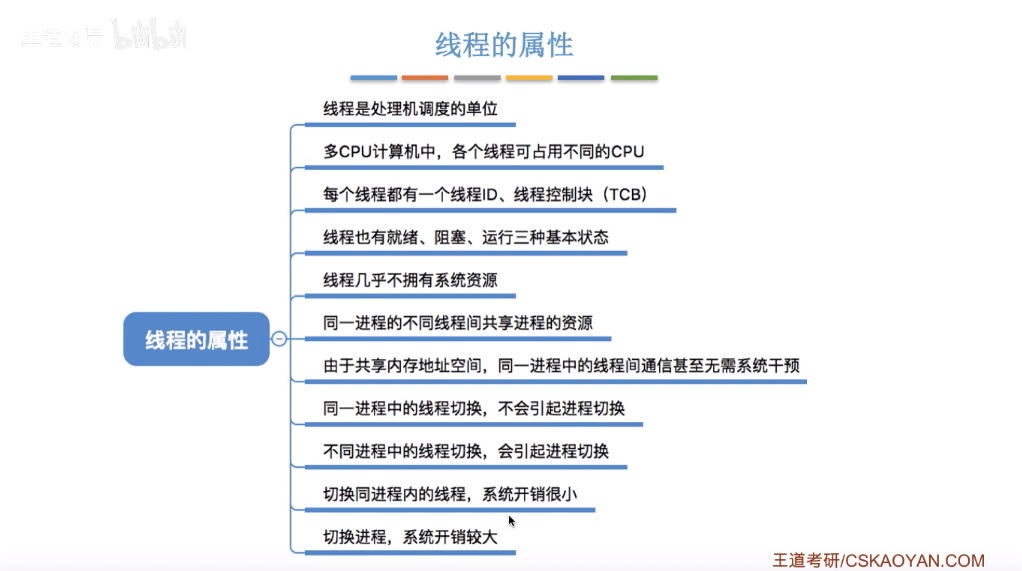 bilibili
线程的属性
线程是处理机调度的单位
多CPU计算机中，各个线程可占用不同的CPU
每个线程都有一个线程ID、线程控制块（TCB）
线程也有就绪、阻塞、运行三种基本状态
线程几乎不拥有系统资源
线程的属性
同一进程的不同线程间共享进程的资源
由于共享内存地址空间，同一进程中的线程间通信甚至无需系统干预
同一进程中的线程切换，不会引起进程切换
不同进程中的线程切换，会引起进程切换
切换同进程内的线程，系统开销很小
切换进程，系统开销较大
王道考研/CSKAOYAN.COM